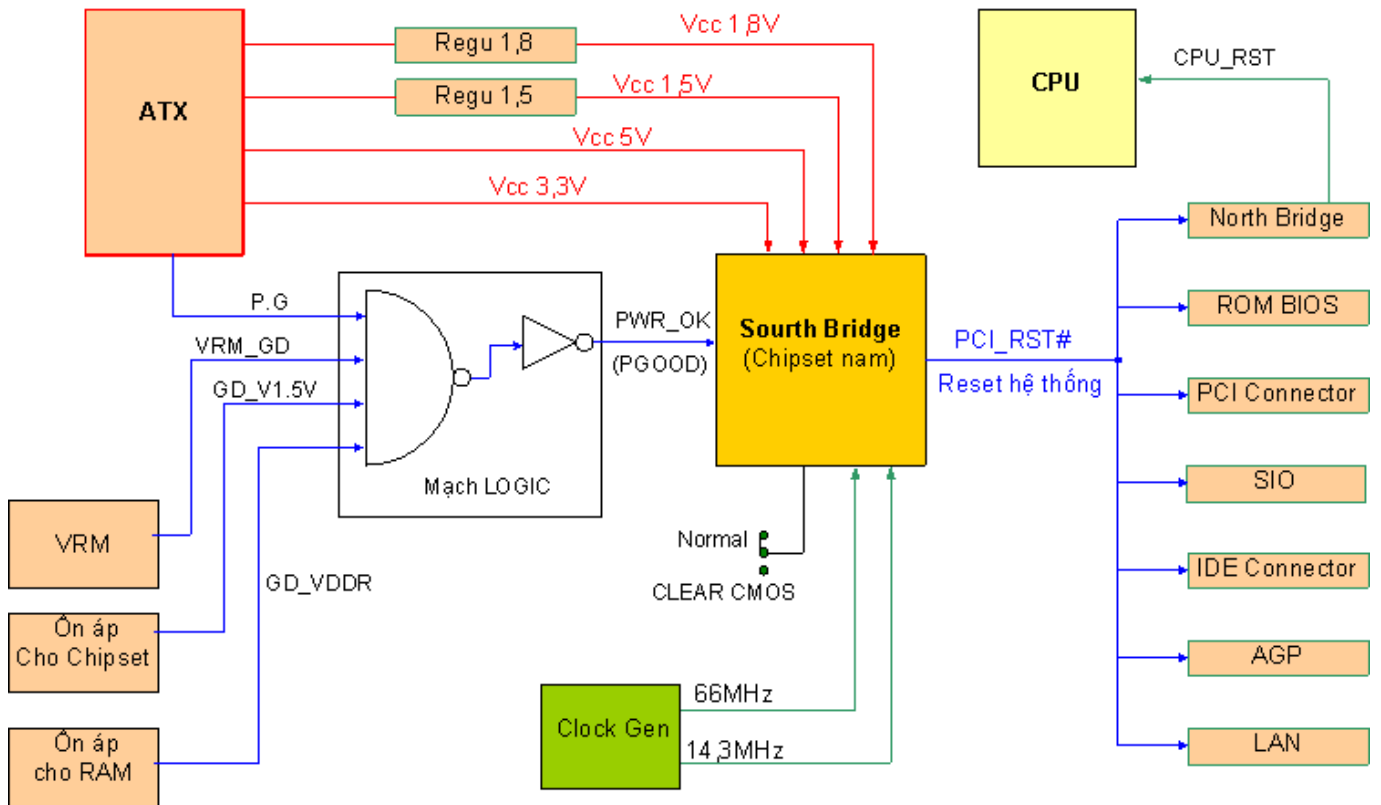 Regu 1,8
Vcc 1,8V
CPU_RST
CPU
ATX
Regu 1,5
Vcc 1,5V
Vcc 5V
Vcc 3,3V
North Bridge
P.G
VRM_GD
GD_V1.5V
PWR_OK
(PGOOD)
Sourth Bridge
(Chipset nam)
PCI_RST#
Reset hệ thống
ROM BIOS
PCI Connector
Mạch LOGIC
SIO
VRM
GD_VDDR
Normal
CLEAR CMOS
IDE Connector
Ôn áp
Cho Chipset
AGP
Clock Gen
66MHz
14,3MHz
Ôn áp
cho RAM
LAN